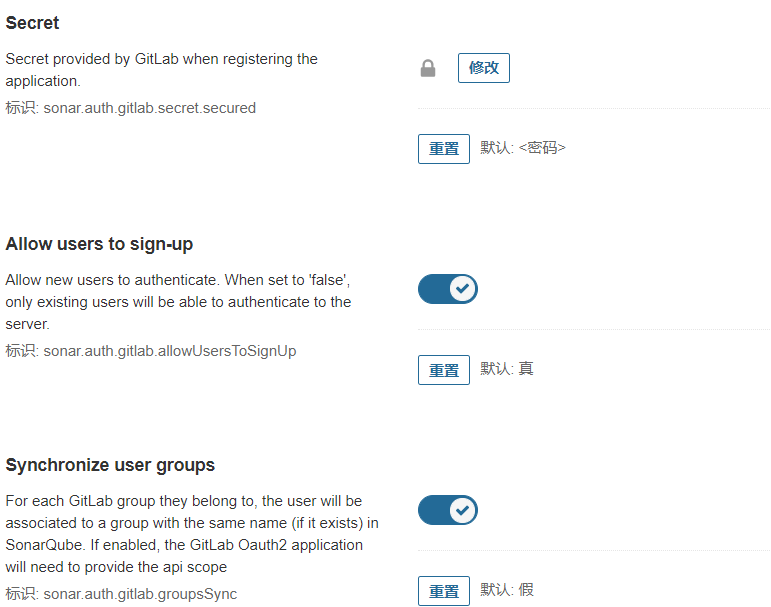 Secret
Secret provided by GitLab when registering the
application.
标识: sonar.auth.gitlab.secret.secured
修改
重置 默认: <密码>
Allow users to sign-up
Allow new users to authenticate. When set to 'false',
only existing users will be able to authenticate to the
server.
标识: sonar.auth.gitlab.allowUsersToSignUp
重置 默认: 真
Synchronize user groups
For each GitLab group they belong to, the user will be
associated to a group with the same name (if it exists) in
SonarQube. If enabled, the GitLab Oauth2 application
will need to provide the api scope
标识: sonar.auth.gitlab.groupsSync
重置 默认: 假